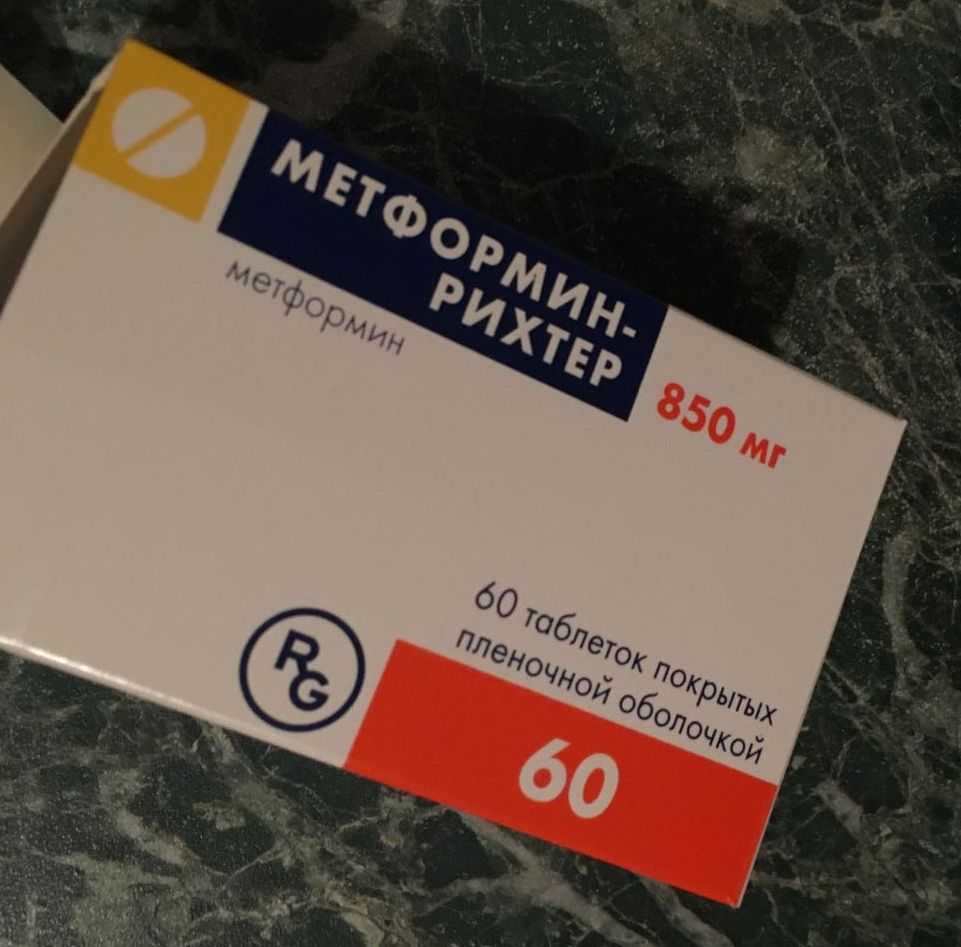 МЕТФОРМИН-
РИХТЕР
метформин
850 мг
60 таблеток покрытых
пленочной оболочкой
RG
60